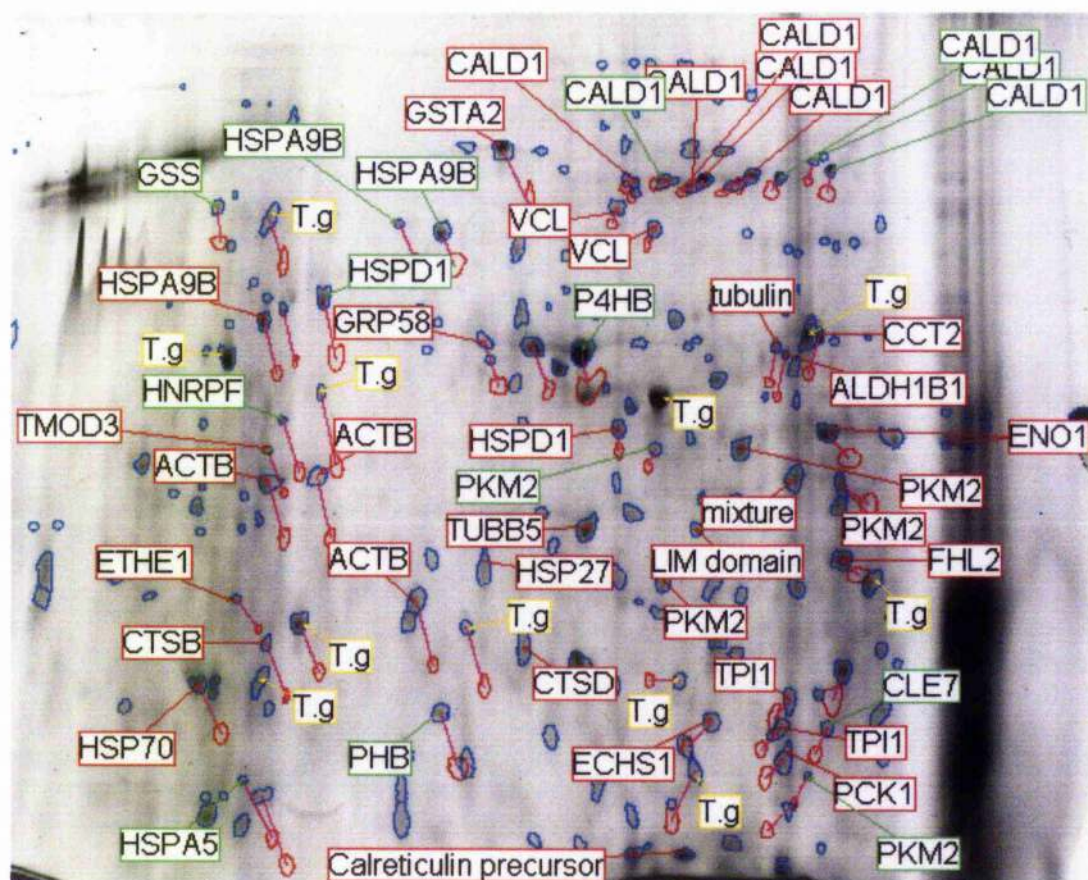 CALD1
CALD1
CALD1
CALD1
CALD1
CALD1
ALD1
CALD1
CALD1
CALD1
GSTA2
HSPA9B
HSPA9B
GSS
T.g
VCL
VCL
HSPD1
HSPA9B
P4HB
tubulin
T.g
GRP58
CCT2
T.g
T.g
ALDH1B1
HNRPF
T.g
TMOD3
ACTB
HSPD1
ENO1
ACTB
PKM2
PKM2
mixture
PKM2
TUBB5
ETHE1
ACTB
HSP27
LIM domain
FHL2
T.g
T.g
PKM2
CTSB
T.g
TPI1
CTSD
CLE7
T.g
T.g
HSP70
PHB
ECHS1
TPI1
PCK1
T.g
HSPA5
PKM2
Calreticulin precursor